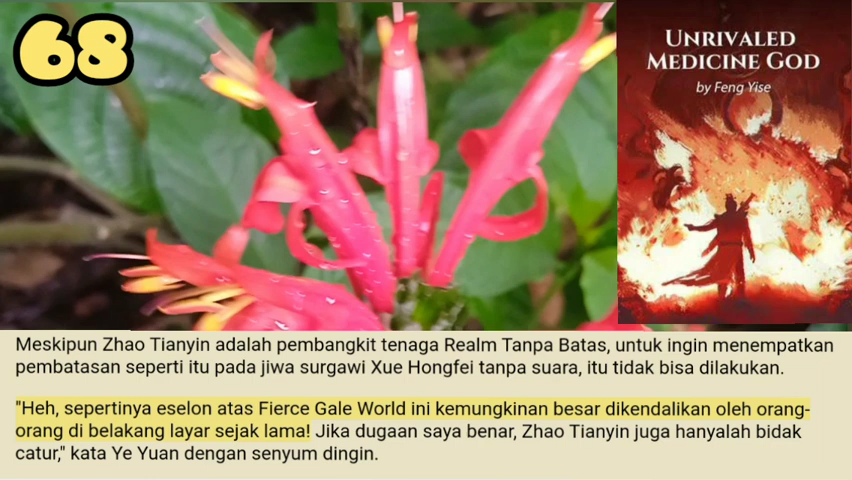 68
UNRIVALED
MEDICINE GOD
by Feng Yise
Meskipun Zhao Tianyin adalah pembangkit tenaga Realm Tanpa Batas, untuk ingin menempatkan
pembatasan seperti itu pada jiwa surgawi Xue Hongfei tanpa suara, itu tidak bisa dilakukan.
"Heh, sepertinya eselon atas Fierce Gale World ini kemungkinan besar dikendalikan oleh orang-
orang di belakang layar sejak lama! Jika dugaan saya benar, Zhao Tianyin juga hanyalah bidak
catur," kata Ye Yuan dengan senyum dingin.